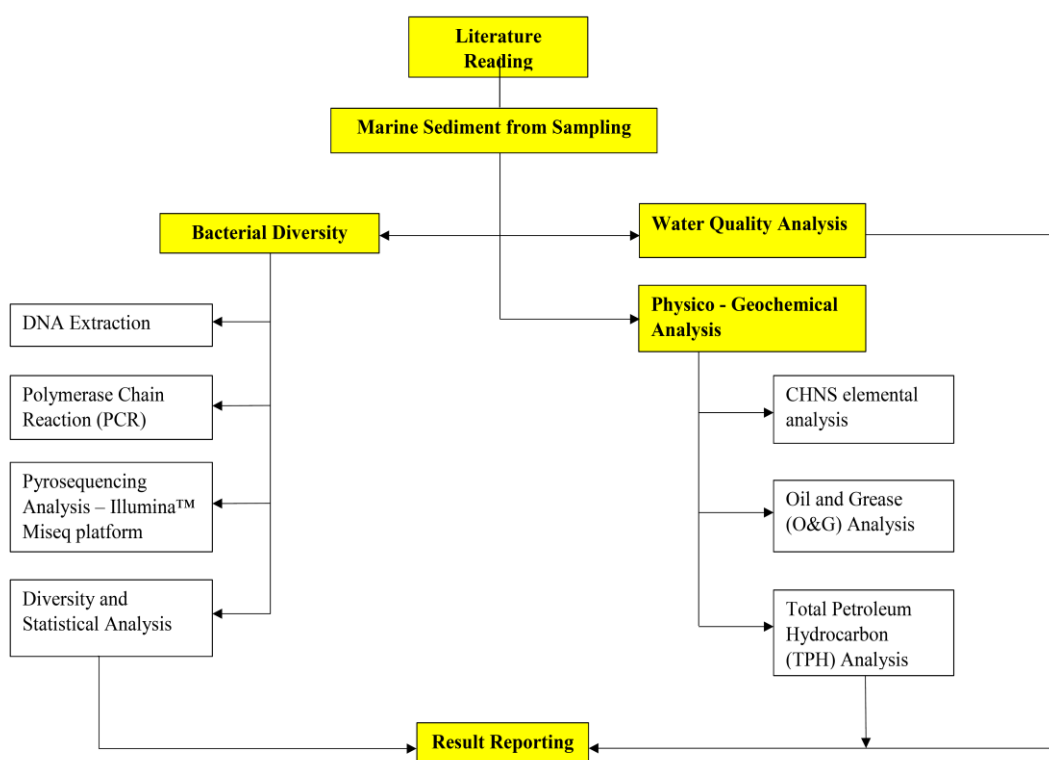 Literature
Reading
Marine Sediment from Sampling
Bacterial Diversity
Water Quality Analysis
Physico - Geochemical
Analysis
DNA Extraction
Polymerase Chain
Reaction (PCR)
Pyrosequencing
Analysis – Illumina™
Miseq platform
Diversity and
Statistical Analysis
CHNS elemental
analysis
Oil and Grease
(O&G) Analysis
Total Petroleum
Hydrocarbon
(TPH) Analysis
Result Reporting